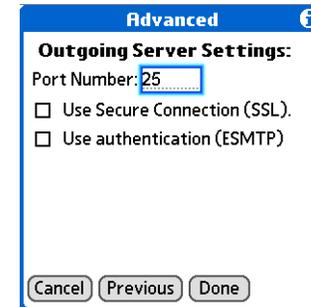 Advanced
Outgoing Server Settings:
Port Number: 25
Use Secure Connection (SSL).
Use authentication (ESMTP)
Cancel Previous Done